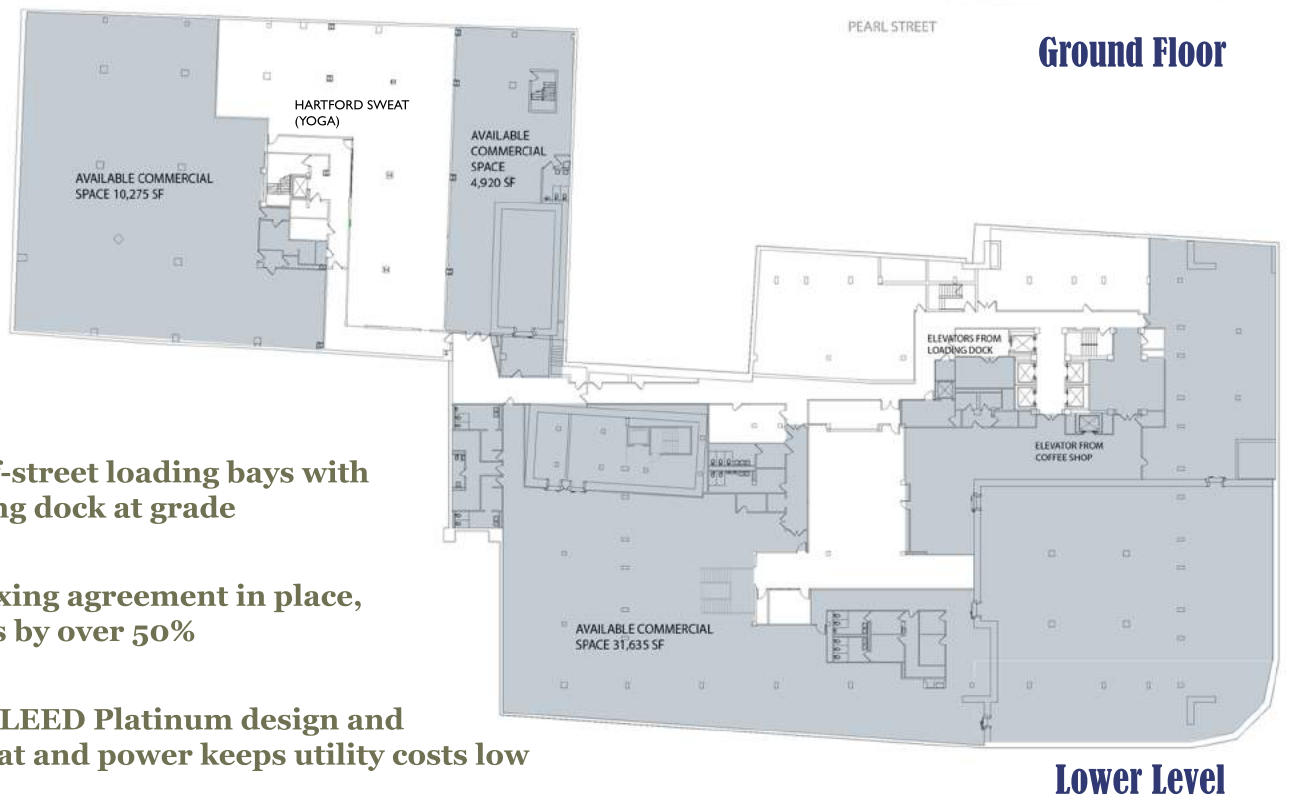 PEARL STREET
Ground Floor
HARTFORD SWEAT
(YOGA)
AVAILABLE
COMMERCIAL
SPACE
4,920 SF
AVAILABLE COMMERCIAL
SPACE 10,275 SF
ELEVATORS FROM
LOADING DOCK
ELEVATOR FROM
COFFEE SHOP
f-street loading bays with
ng dock at grade
xing agreement in place,
s by over 50%
AVAILABLE COMMERCIAL
SPACE 31,635 SF
LEED Platinum design and
at and power keeps utility costs low
Lower Level